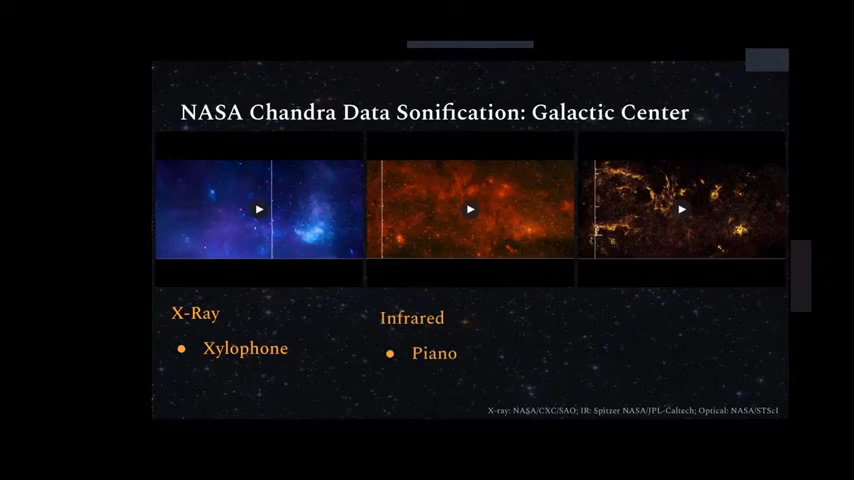 NASA Chandra Data Sonification: Galactic Center
X-Ray
● Xylophone
Infrared
● Piano
X-ray: NASA/CXC/SAO; IR: Spitzer NASA/JPL-Caltech; Optical: NASA/STScI